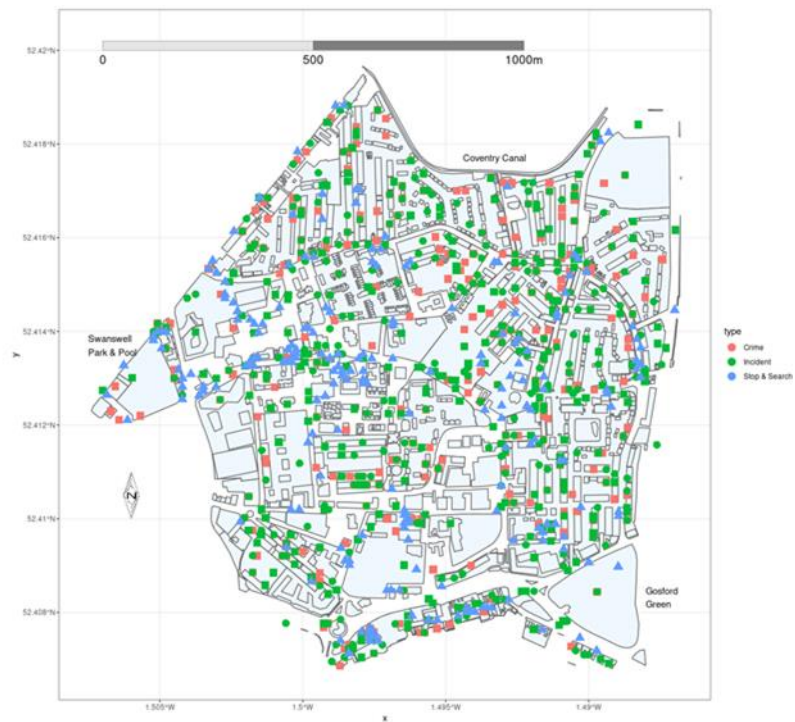 52.42°N
0 500 1000m
52.418°N
Coventry Canal
52.416°N
52.414°N
Swanswell
Park & Pool
y
type
Crime
Incident
Stop & Search
52.412°N
N
52.41°N
Gosford
Green
52.408°N
1.505°W 1.5°W 1.495°W 1.49°W
x